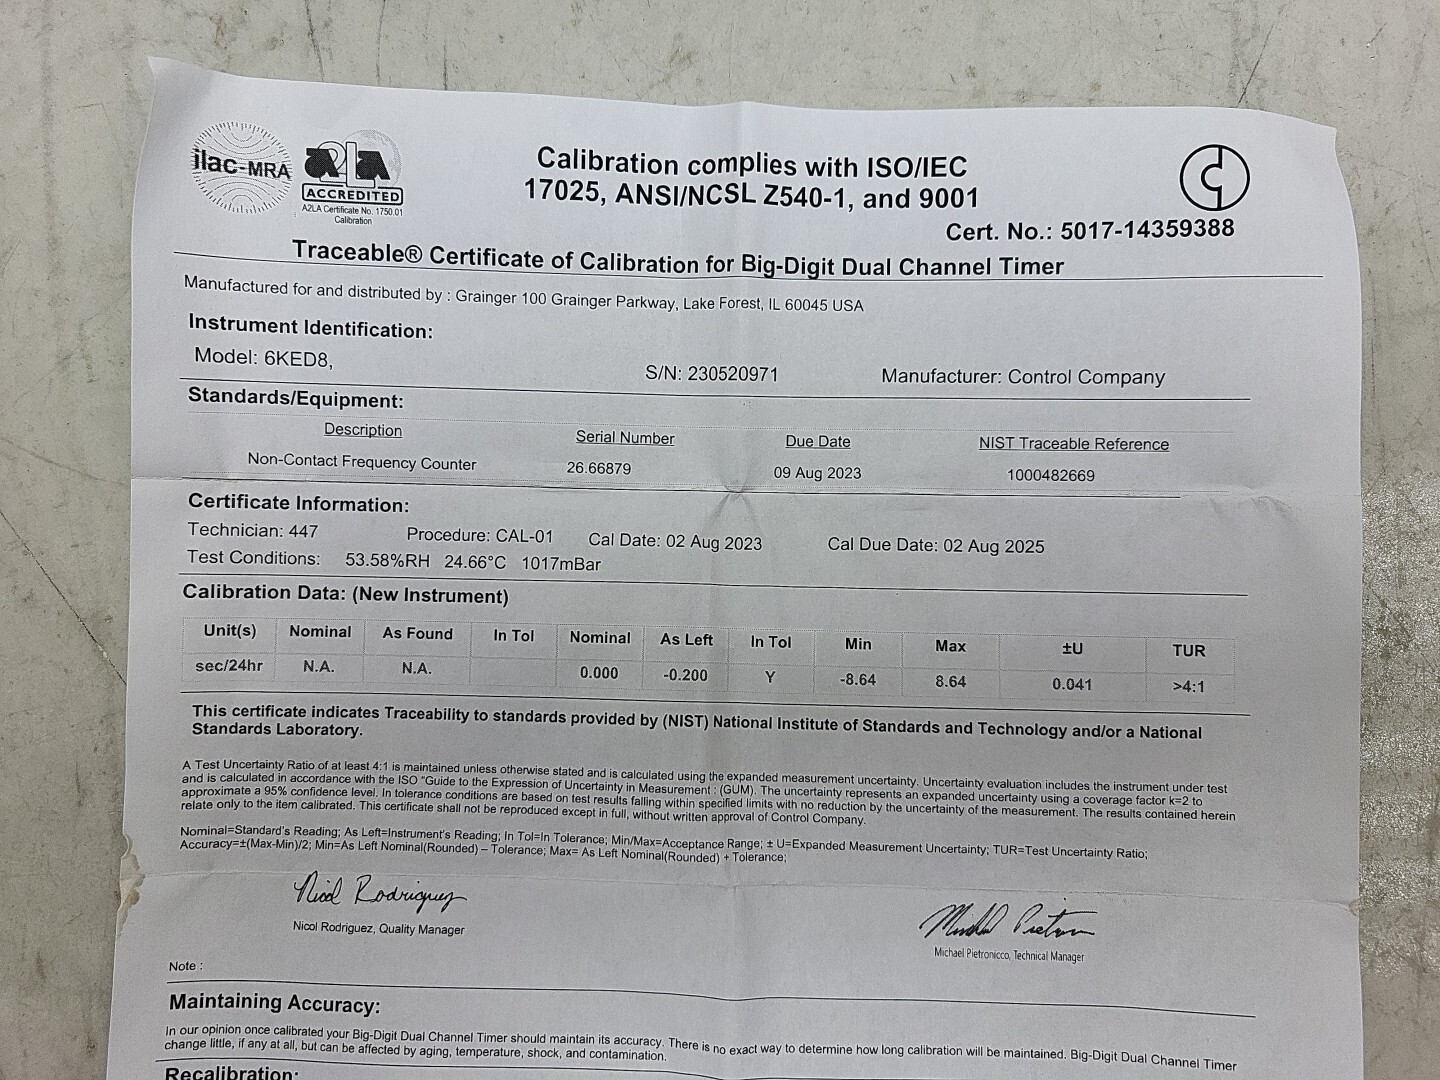 ilac-MRA
A2LA
ACCREDITED
A2LA Certificate No. 1750.01
Calibration
Calibration complies with ISO/IEC
17025, ANSI/NCSL Z540-1, and 9001
Cert. No.: 5017-14359388
Traceable® Certificate of Calibration for Big-Digit Dual Channel Timer
Manufactured for and distributed by : Grainger 100 Grainger Parkway, Lake Forest, IL 60045 USA
Instrument Identification:
Model: 6KED8, S/N: 230520971 Manufacturer: Control Company
Standards/Equipment:
Description Serial Number Due Date NIST Traceable Reference
Non-Contact Frequency Counter 26.66879 09 Aug 2023 1000482669
Certificate Information:
Technician: 447 Procedure: CAL-01 Cal Date: 02 Aug 2023 Cal Due Date: 02 Aug 2025
Test Conditions: 53.58%RH 24.66°C 1017mBar
Calibration Data: (New Instrument)
Unit(s) Nominal As Found In Tol Nominal As Left In Tol Min Max ±U TUR
sec/24hr N.A. N.A. 0.000 -0.200 Y -8.64 8.64 0.041 >4:1
This certificate indicates Traceability to standards provided by (NIST) National Institute of Standards and Technology and/or a National
Standards Laboratory.
A Test Uncertainty Ratio of at least 4:1 is maintained unless otherwise stated and is calculated using the expanded measurement uncertainty. Uncertainty evaluation includes the instrument under test
and is calculated in accordance with the ISO "Guide to the Expression of Uncertainty in Measurement : (GUM). The uncertainty represents an expanded uncertainty using a coverage factor k=2 to
approximate a 95% confidence level. In tolerance conditions are based on test results falling within specified limits with no reduction by the uncertainty of the measurement. The results contained herein
relate only to the item calibrated. This certificate shall not be reproduced except in full, without written approval of Control Company.
Nominal=Standard's Reading; As Left=Instrument's Reading; In Tol=In Tolerance; Min/Max=Acceptance Range; ± U=Expanded Measurement Uncertainty; TUR=Test Uncertainty Ratio;
Accuracy=±(Max-Min)/2; Min=As Left Nominal(Rounded) – Tolerance; Max= As Left Nominal(Rounded) + Tolerance;
Nicol Rodriguez
Nicol Rodriguez, Quality Manager
Michael Pietronicco, Technical Manager
Note :
Maintaining Accuracy:
In our opinion once calibrated your Big-Digit Dual Channel Timer should maintain its accuracy. There is no exact way to determine how long calibration will be maintained. Big-Digit Dual Channel Timer
change little, if any at all, but can be affected by aging, temperature, shock, and contamination.
Recalibration: